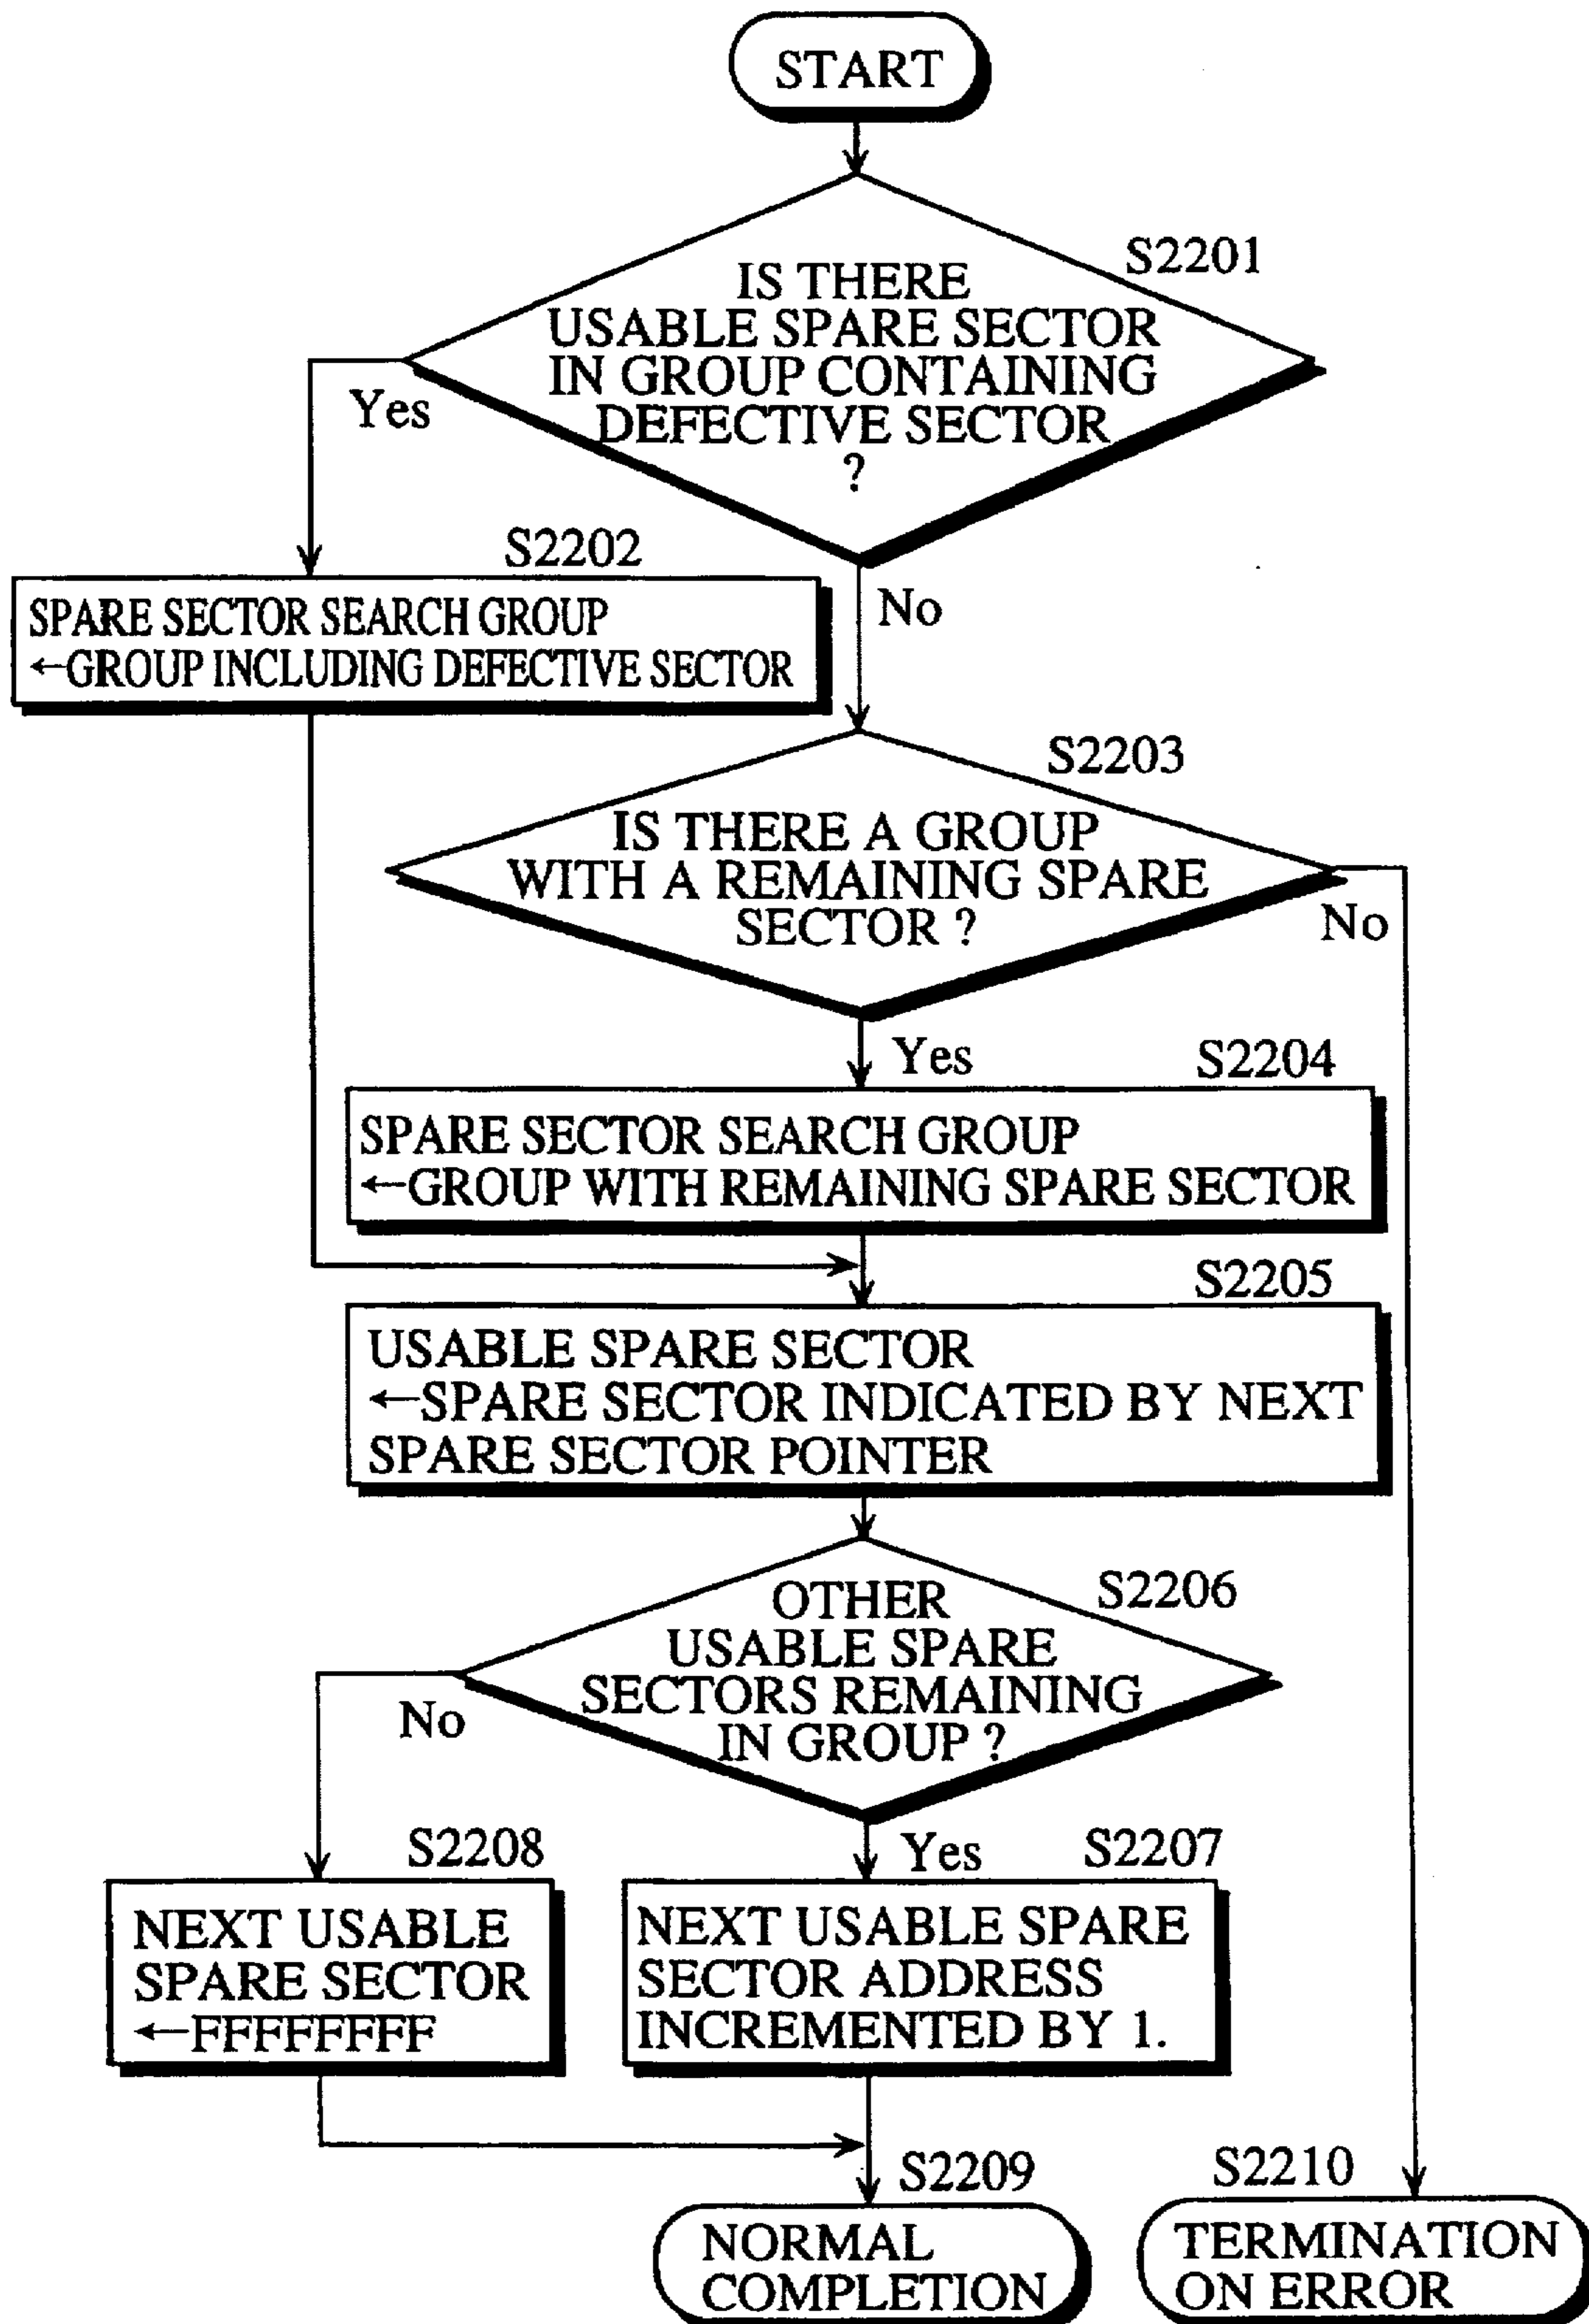 START
S2201
IS THERE
USABLE SPARE SECTOR
IN GROUP CONTAINING
DEFECTIVE SECTOR
?
Yes
No
S2202
SPARE SECTOR SEARCH GROUP
←GROUP INCLUDING DEFECTIVE SECTOR
S2203
IS THERE A GROUP
WITH A REMAINING SPARE
SECTOR ?
No
Yes
S2204
SPARE SECTOR SEARCH GROUP
←GROUP WITH REMAINING SPARE SECTOR
S2205
USABLE SPARE SECTOR
←SPARE SECTOR INDICATED BY NEXT
SPARE SECTOR POINTER
S2206
OTHER
USABLE SPARE
SECTORS REMAINING
IN GROUP ?
No
Yes
S2208
NEXT USABLE
SPARE SECTOR
←FFFFFFFF
S2207
NEXT USABLE SPARE
SECTOR ADDRESS
INCREMENTED BY 1.
S2209
NORMAL
COMPLETION
S2210
TERMINATION
ON ERROR